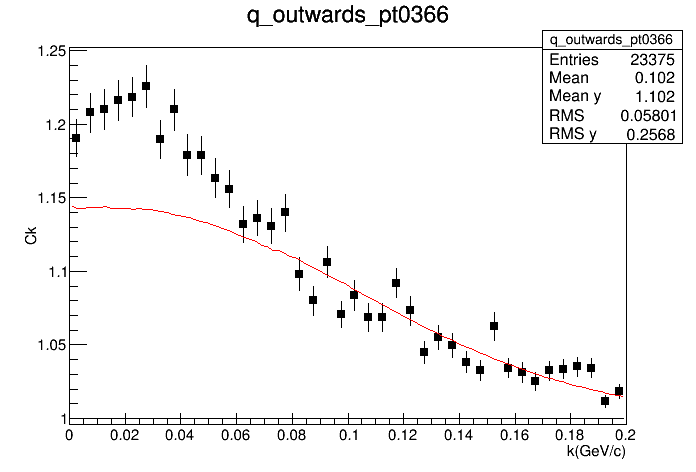 q_outwards_pt0366
q_outwards_pt0366
Entries 23375
Mean 0.102
Mean y 1.102
RMS 0.05801
RMS y 0.2568
1.25
1.2
1.15
1.1
1.05
1
Ck
0 0.02 0.04 0.06 0.08 0.1 0.12 0.14 0.16 0.18 0.2
k(GeV/c)